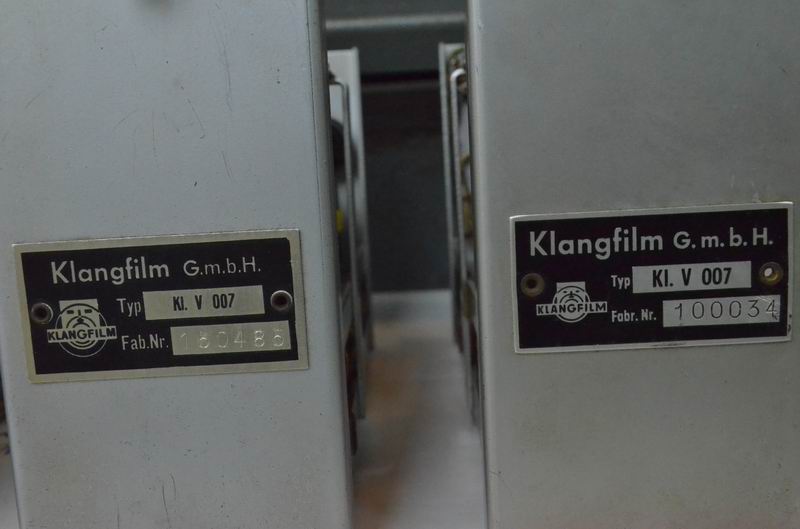 Klangfilm G.m.b.H.
Typ Kl. V 007
KLANGFILM
Fab.Nr.
Klangfilm G.m.b.H.
Typ Kl. V 007
KLANGFILM
Fabr. Nr. 100034